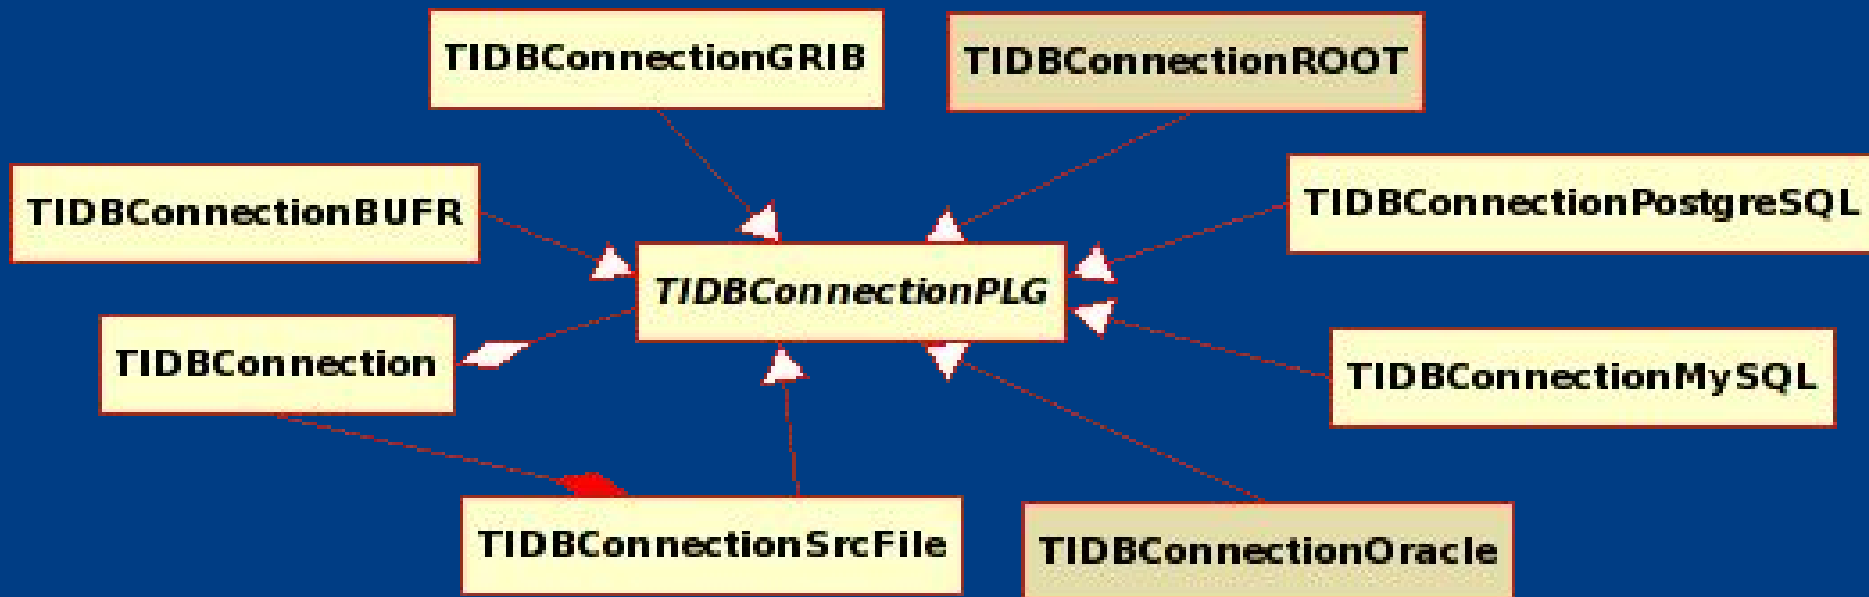 TIDBConnectionGRIB
TIDBConnectionROOT
TIDBConnectionBUFR
TIDBConnectionPostgreSQL
TIDBConnectionPLG
TIDBConnection
TIDBConnectionMySQL
TIDBConnectionSrcFile
TIDBConnectionOracle